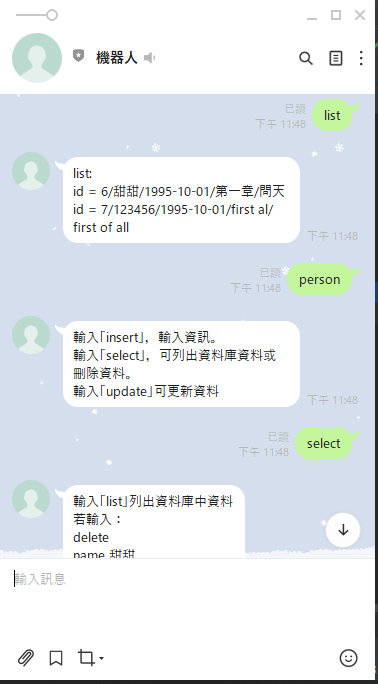 機器人
已讀
下午 11:48
list
list:
id = 6/甜甜/1995-10-01/第一章/問天
id = 7/123456/1995-10-01/first al/
first of all
下午 11:48
已讀
下午 11:48
person
輸入「insert」，輸入資訊。
輸入「select」，可列出資料庫資料或
刪除資料。
輸入「update」可更新資料
下午 11:48
已讀
下午 11:48
select
輸入「list」列出資料庫中資料
若輸入：
delete
name 甜甜
輸入訊息